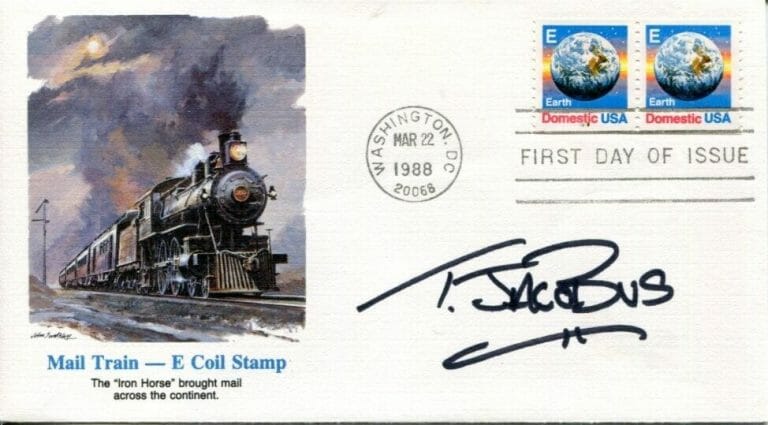 E
Earth
Domestic USA
E
Earth
Domestic USA
WASHINGTON, DC
MAR 22
1988
20066
FIRST DAY OF ISSUE
T. JACOBUS
Mail Train — E Coil Stamp
The "Iron Horse" brought mail
across the continent.